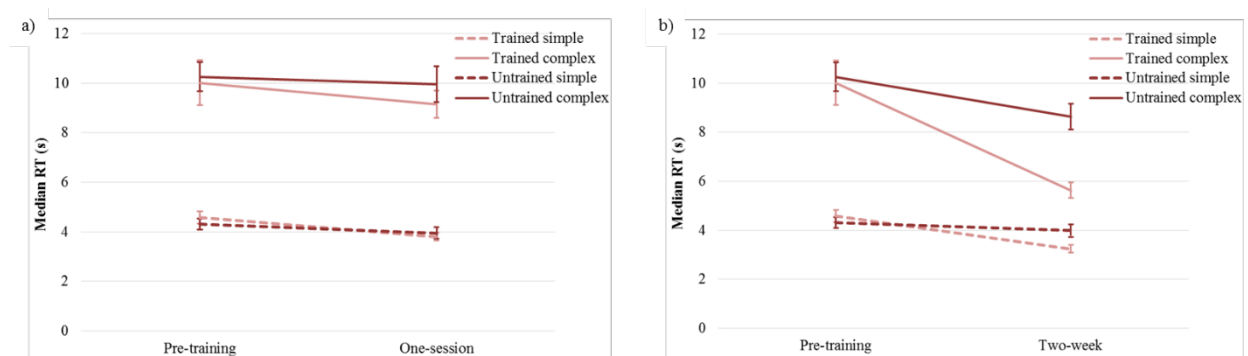 a)
12
10
8
6
4
2
0
Median RT (s)
Pre-training
One-session
Trained simple
Trained complex
Untrained simple
Untrained complex
b)
12
10
8
6
4
2
0
Median RT (s)
Pre-training
Two-week
Trained simple
Trained complex
Untrained simple
Untrained complex